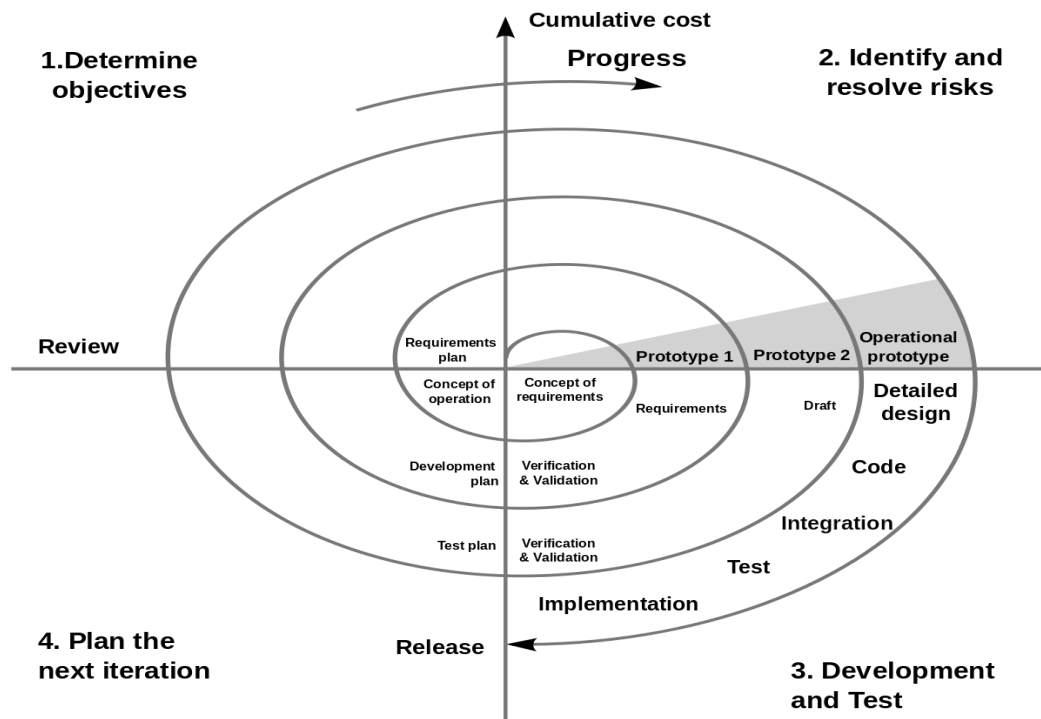 Cumulative cost
1.Determine
objectives
Progress
2. Identify and
resolve risks
Review
Requirements
plan
Prototype 1
Prototype 2
Operational
prototype
Concept of
operation
Concept of
requirements
Requirements
Draft
Detailed
design
Development
plan
Verification
& Validation
Code
Test plan
Verification
& Validation
Integration
Test
Implementation
Release
4. Plan the
next iteration
3. Development
and Test